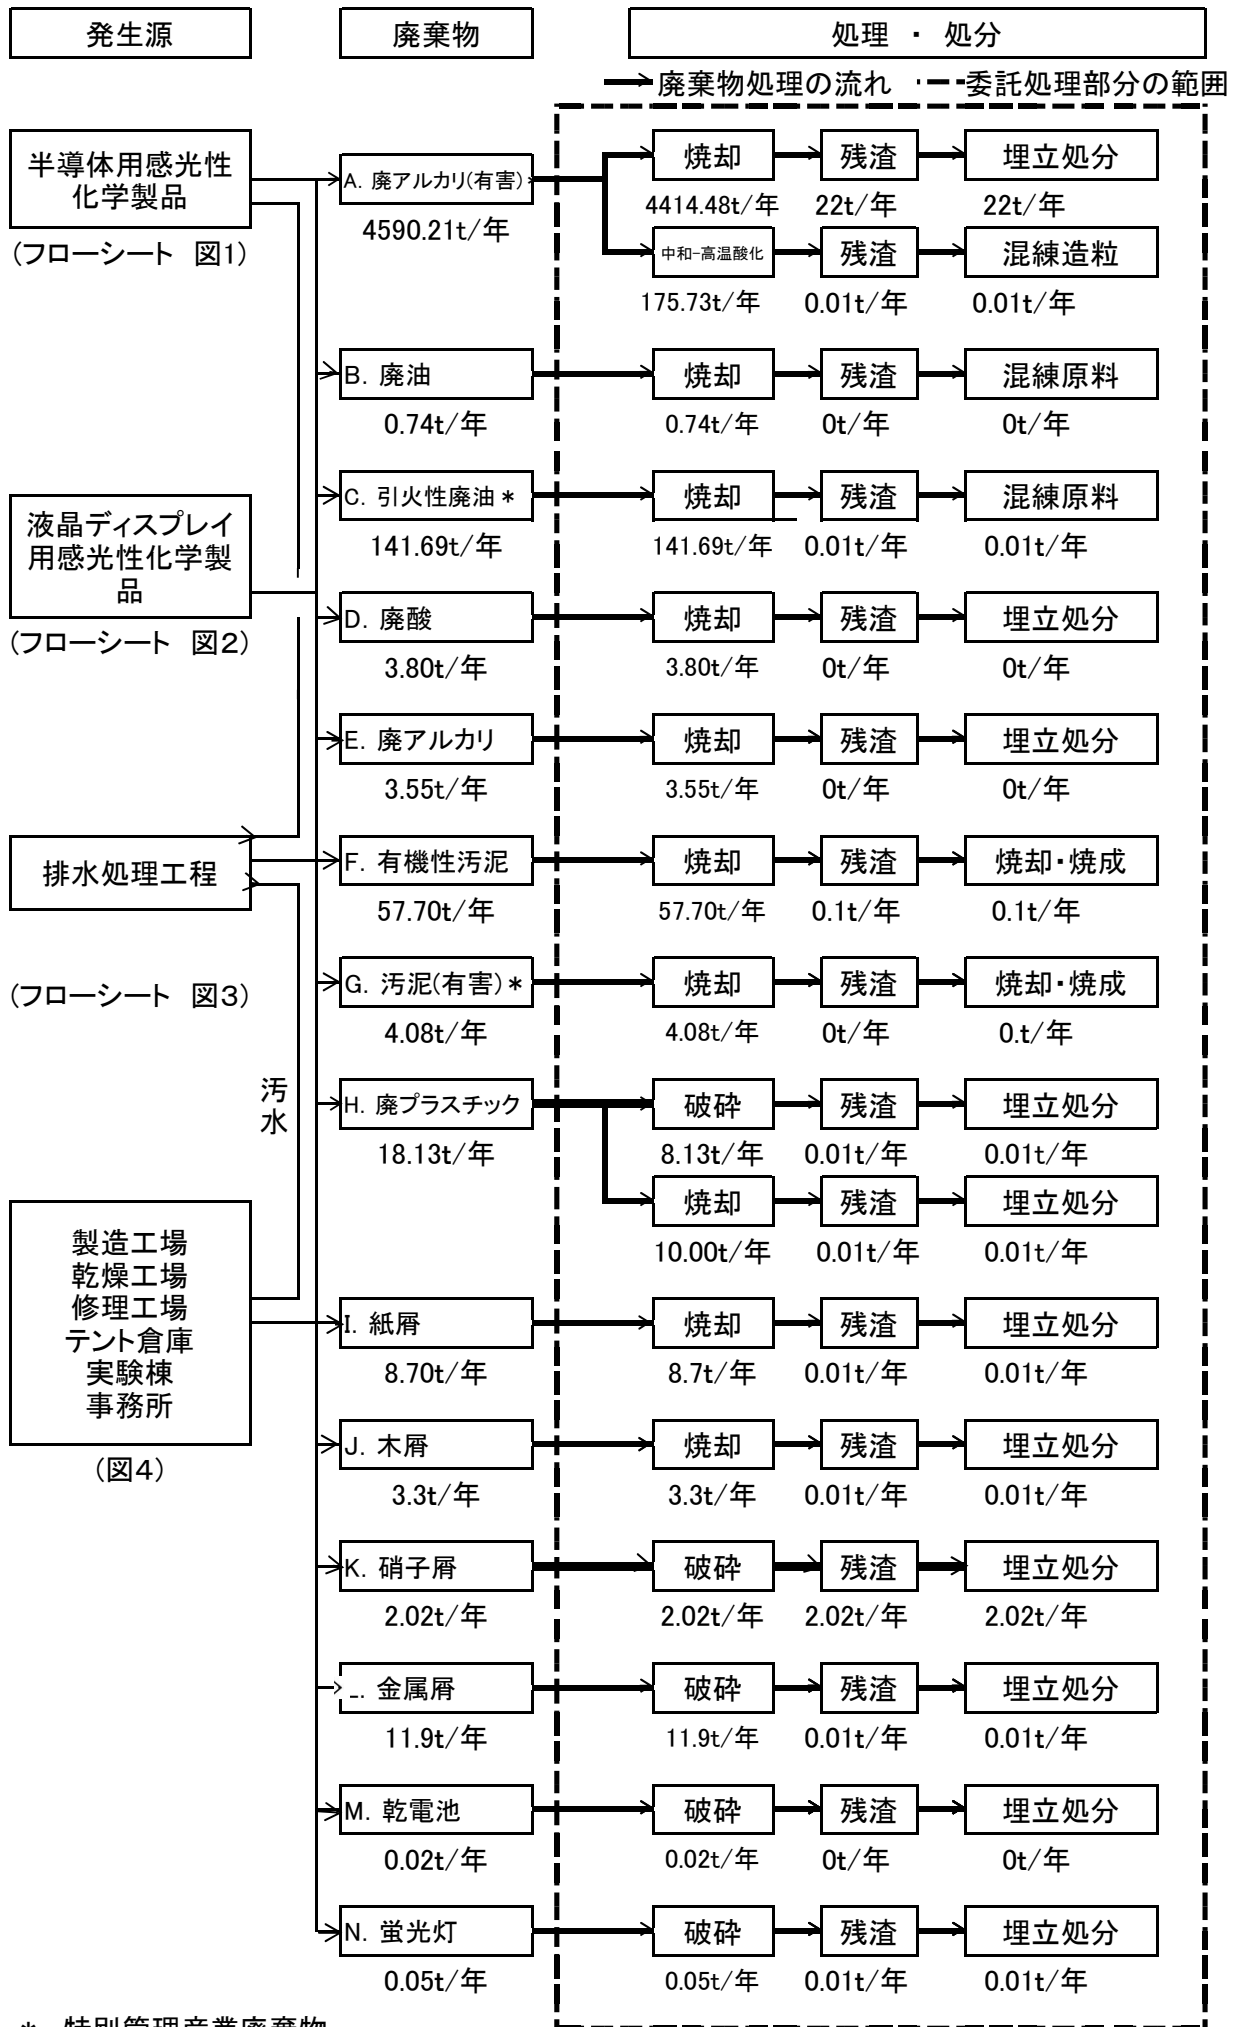 発生源
廃棄物
処理 ・ 処分
廃棄物処理の流れ
委託処理部分の範囲
半導体用感光性
化学製品
(フローシート 図1)
A. 廃アルカリ(有害)*
4590.21t/年
焼却
残渣
埋立処分
4414.48t/年
22t/年
22t/年
中和-高温酸化
残渣
混練造粒
175.73t/年
0.01t/年
0.01t/年
B. 廃油
焼却
残渣
混練原料
0.74t/年
0.74t/年
0t/年
0t/年
液晶ディスプレイ
用感光性化学製
品
(フローシート 図2)
C. 引火性廃油*
焼却
残渣
混練原料
141.69t/年
141.69t/年
0.01t/年
0.01t/年
D. 廃酸
焼却
残渣
埋立処分
3.80t/年
3.80t/年
0t/年
0t/年
E. 廃アルカリ
焼却
残渣
埋立処分
3.55t/年
3.55t/年
0t/年
0t/年
排水処理工程
(フローシート 図3)
F. 有機性汚泥
焼却
残渣
焼却・焼成
57.70t/年
57.70t/年
0.1t/年
0.1t/年
G. 汚泥(有害)*
焼却
残渣
焼却・焼成
4.08t/年
4.08t/年
0t/年
0.t/年
汚
水
H. 廃プラスチック
破砕
残渣
埋立処分
18.13t/年
8.13t/年
0.01t/年
0.01t/年
焼却
残渣
埋立処分
10.00t/年
0.01t/年
0.01t/年
製造工場
乾燥工場
修理工場
テント倉庫
実験棟
事務所
(図4)
I. 紙屑
焼却
残渣
埋立処分
8.70t/年
8.7t/年
0.01t/年
0.01t/年
J. 木屑
焼却
残渣
埋立処分
3.3t/年
3.3t/年
0.01t/年
0.01t/年
K. 硝子屑
破砕
残渣
埋立処分
2.02t/年
2.02t/年
2.02t/年
2.02t/年
金属屑
破砕
残渣
埋立処分
11.9t/年
11.9t/年
0.01t/年
0.01t/年
M. 乾電池
破砕
残渣
埋立処分
0.02t/年
0.02t/年
0t/年
0t/年
N. 蛍光灯
破砕
残渣
埋立処分
0.05t/年
0.05t/年
0.01t/年
0.01t/年
* 特別管理産業廃棄物